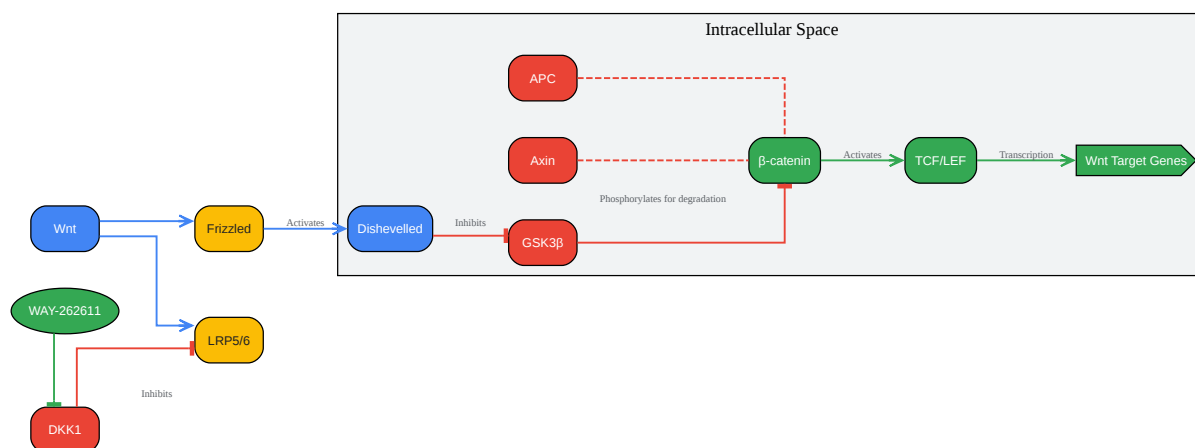 Intracellular Space
APC
Axin
β-catenin
Activates
TCF/LEF
Transcription
Wnt Target Genes
Phosphorylates for degradation
Wnt
Frizzled
Activates
Dishevelled
Inhibits
GSK3β
WAY-262611
LRP5/6
Inhibits
DKK1